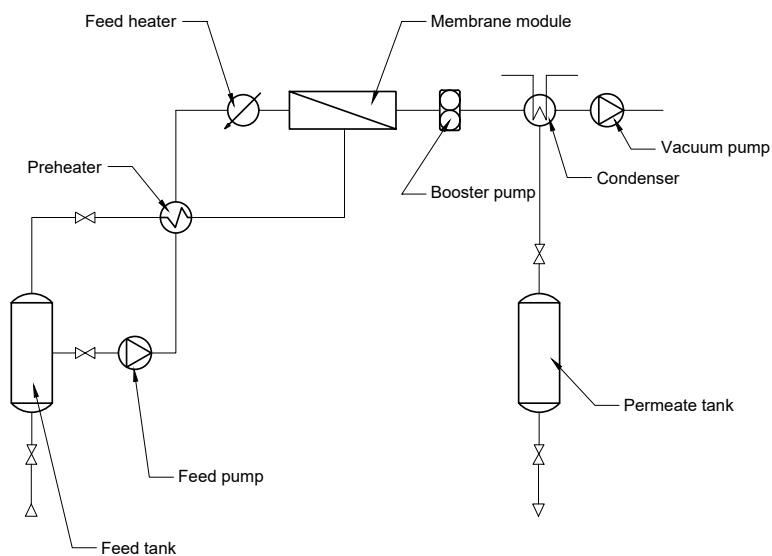 Feed heater
Membrane module
Preheater
Booster pump
Condenser
Vacuum pump
Permeate tank
Feed pump
Feed tank